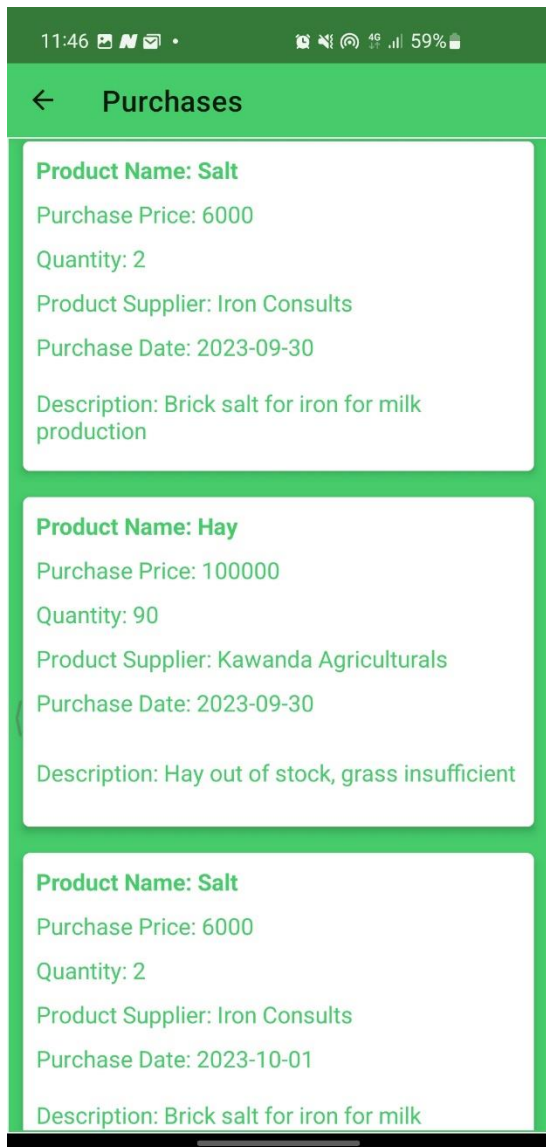 11:46
4G 59%
Purchases
Product Name: Salt
Purchase Price: 6000
Quantity: 2
Product Supplier: Iron Consults
Purchase Date: 2023-09-30
Description: Brick salt for iron for milk
production
Product Name: Hay
Purchase Price: 100000
Quantity: 90
Product Supplier: Kawanda Agriculturals
Purchase Date: 2023-09-30
Description: Hay out of stock, grass insufficient
Product Name: Salt
Purchase Price: 6000
Quantity: 2
Product Supplier: Iron Consults
Purchase Date: 2023-10-01
Description: Brick salt for iron for milk